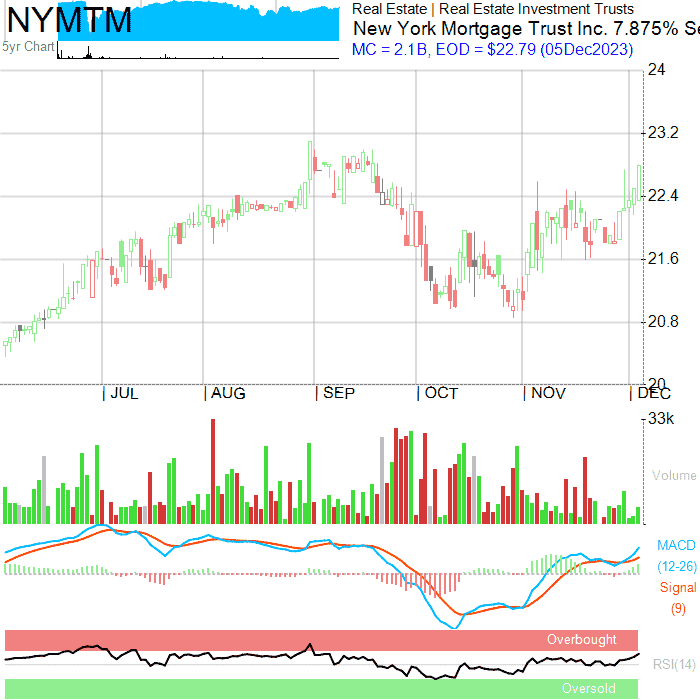 NYMTM
5yr Chart
Real Estate | Real Estate Investment Trusts
New York Mortgage Trust Inc. 7.875% Se
MC = 2.1B, EOD = $22.79 (05Dec2023)
24
23.2
22.4
21.6
20.8
20
| JUL | AUG | SEP | OCT | NOV | DEC
33k
Volume
MACD
(12-26)
Signal
(9)
Overbought
RSI(14)
Oversold